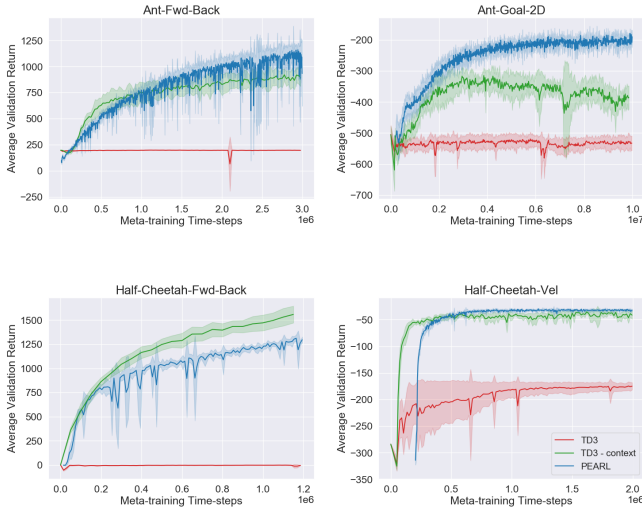 Ant-Fwd-Back
Average Validation Return
1250
1000
750
500
250
0
−250
0.0 0.5 1.0 1.5 2.0 2.5 3.0
1e6
Meta-training Time-steps
Ant-Goal-2D
Average Validation Return
−200
−300
−400
−500
−600
−700
0.0 0.2 0.4 0.6 0.8 1.0
1e7
Meta-training Time-steps
Half-Cheetah-Fwd-Back
Average Validation Return
1500
1250
1000
750
500
250
0
0.0 0.2 0.4 0.6 0.8 1.0 1.2
1e6
Meta-training Time-steps
Half-Cheetah-Vel
Average Validation Return
−50
−100
−150
−200
−250
−300
−350
TD3
TD3 - context
PEARL
0.0 0.5 1.0 1.5 2.0
1e6
Meta-training Time-steps